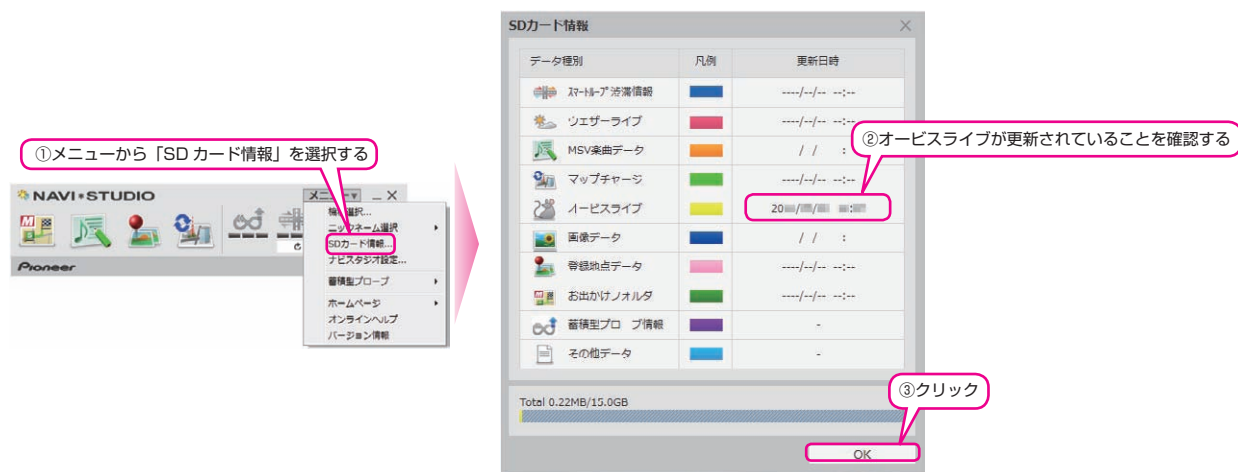 ①メニューから「SD カード情報」を選択する
NAVI*STUDIO
メニュー▼ _ X
機種選択...
ニックネーム選択
SDカード情報...
ナビスタジオ設定...
蓄積型プローブ
ホームページ
オンラインヘルプ
バージョン情報
Pioneer
SDカード情報
データ種別 凡例 更新日時
スマートループ渋滞情報 ----/--/-- --:--
ウェザーライブ ----/--/-- --:--
②オービスライブが更新されていることを確認する
MSV楽曲データ / / :
マップチャージ ----/--/-- --:--
オービスライブ 20 / / :
画像データ / / :
登録地点データ ----/--/-- --:--
お出かけフォルダ ----/--/-- --:--
蓄積型プロ ブ情報 -
その他データ -
③クリック
Total 0.22MB/15.0GB
OK